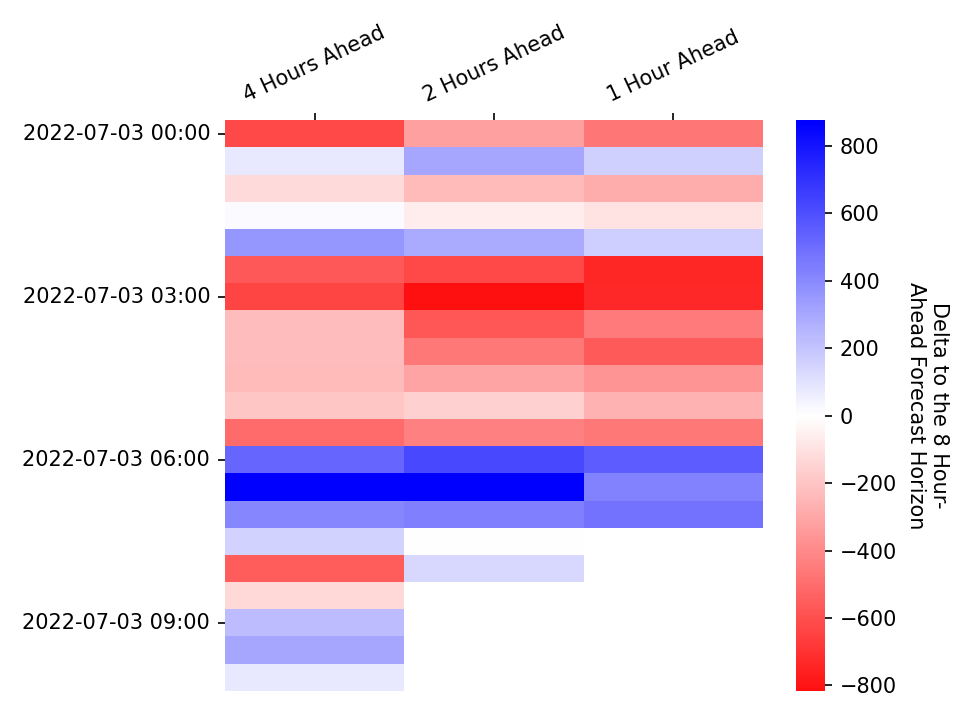 4 Hours Ahead
2 Hours Ahead
1 Hour Ahead
2022-07-03 00:00
2022-07-03 03:00
2022-07-03 06:00
2022-07-03 09:00
800
600
400
200
0
−200
−400
−600
−800
Delta to the 8 Hour-
Ahead Forecast Horizon